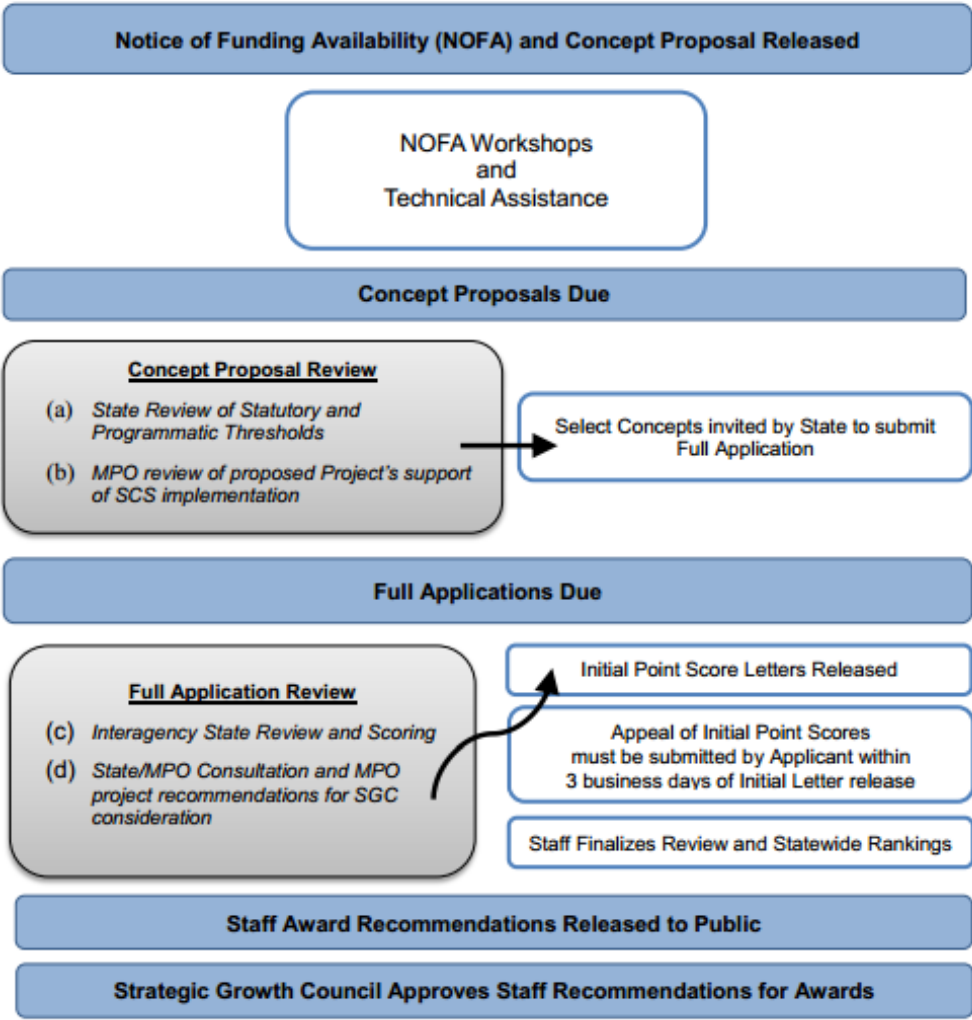 Notice of Funding Availability (NOFA) and Concept Proposal Released
NOFA Workshops
and
Technical Assistance
Concept Proposals Due
Concept Proposal Review
(a) State Review of Statutory and
Programmatic Thresholds
(b) MPO review of proposed Project's support
of SCS implementation
Select Concepts invited by State to submit
Full Application
Full Applications Due
Full Application Review
(c) Interagency State Review and Scoring
(d) State/MPO Consultation and MPO
project recommendations for SGC
consideration
Initial Point Score Letters Released
Appeal of Initial Point Scores
must be submitted by Applicant within
3 business days of Initial Letter release
Staff Finalizes Review and Statewide Rankings
Staff Award Recommendations Released to Public
Strategic Growth Council Approves Staff Recommendations for Awards